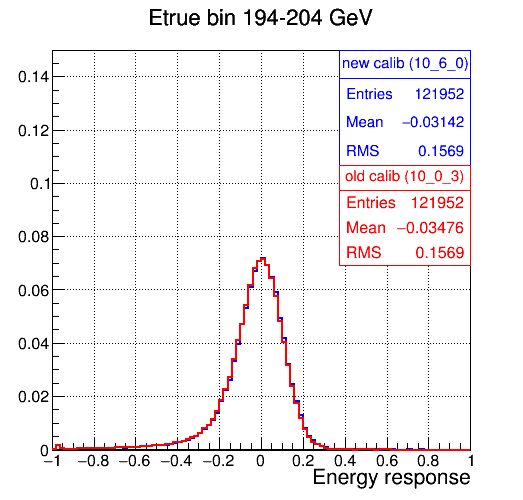 Etrue bin 194-204 GeV
new calib (10_6_0)
Entries 121952
Mean −0.03142
RMS 0.1569
old calib (10_0_3)
Entries 121952
Mean −0.03476
RMS 0.1569
0.14
0.12
0.1
0.08
0.06
0.04
0.02
0
−1 −0.8 −0.6 −0.4 −0.2 0 0.2 0.4 0.6 0.8 1
Energy response